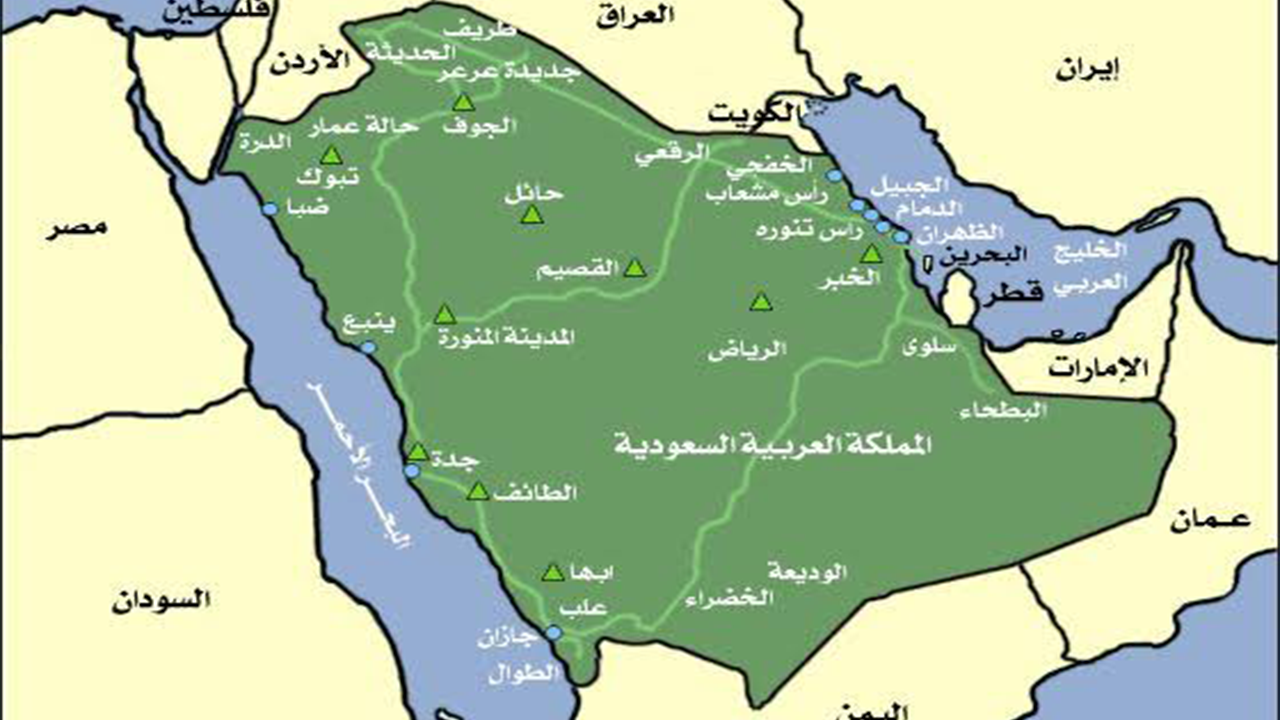 فلسطين
العراق
طريف
الأردن
الحديثة
إيران
جديدة عرعر
الكويت
حالة عمار
الجوف
الدرة
الرقعي
الخفجي
تبوك
حائل
الجبيل
رأس مشعاب
ضبا
الدمام
مصر
رأس تنوره
الظهران
الخليج
العربي
البحرين
القصيم
الخبر
قطر
ينبع
المدينة المنورة
الرياض
سلوى
الإمارات
البطحاء
البحر الأحمر
المملكة العربية السعودية
جدة
الطائف
عمان
ابها
الوديعة
السودان
الخضراء
علب
جازان
الطوال
اليمن